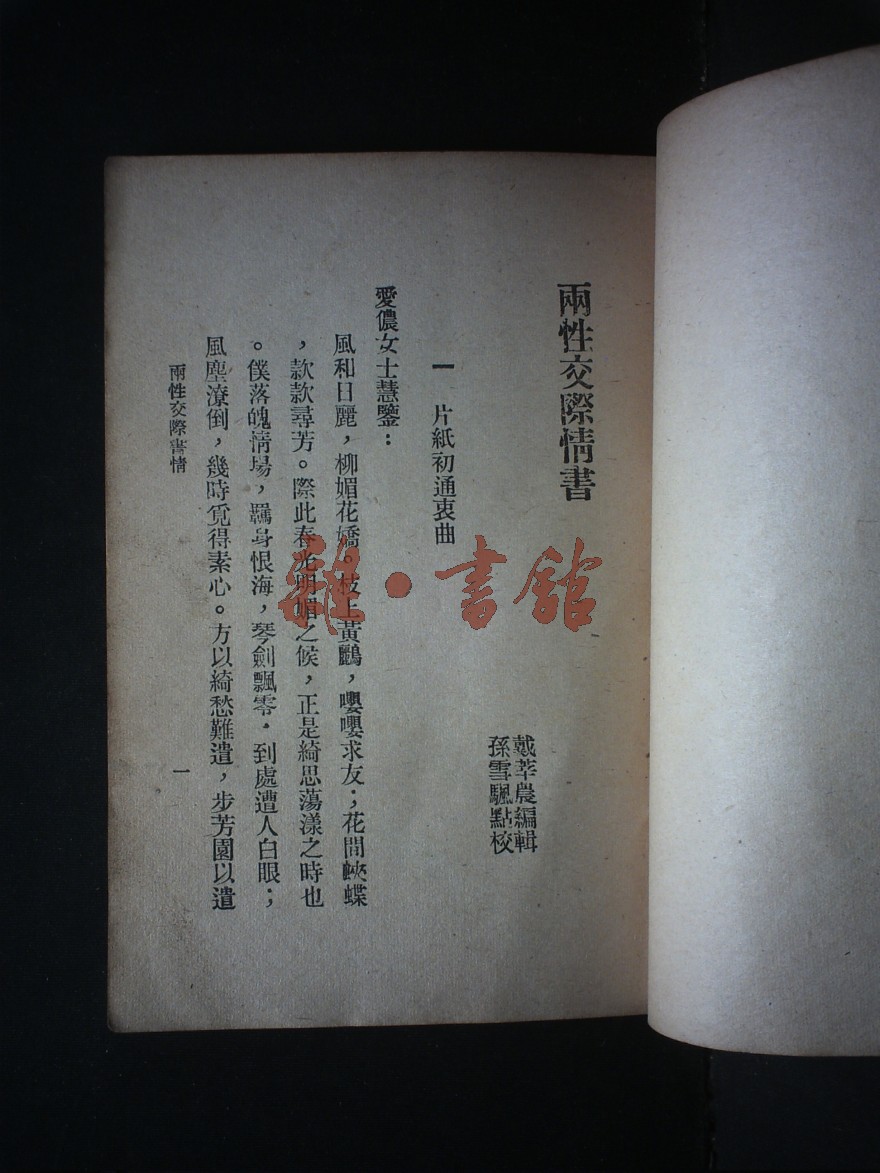 兩性交際情書
戴莘農編輯
孫雪飄點校
一　片紙初通衷曲
愛儂女士慧鑒：
風和日麗，柳媚花嬌。枝上黃鸝，嚶嚶求友；花間蛺蝶
，款款尋芳。際此春光明媚之候，正是綺思蕩漾之時也
。僕落魄情場，羈身恨海，琴劍飄零．到處遭人白眼；
風塵潦倒，幾時覓得素心。方以綺愁難遣，步芳園以遣
兩性交際書情
一
雜·書館